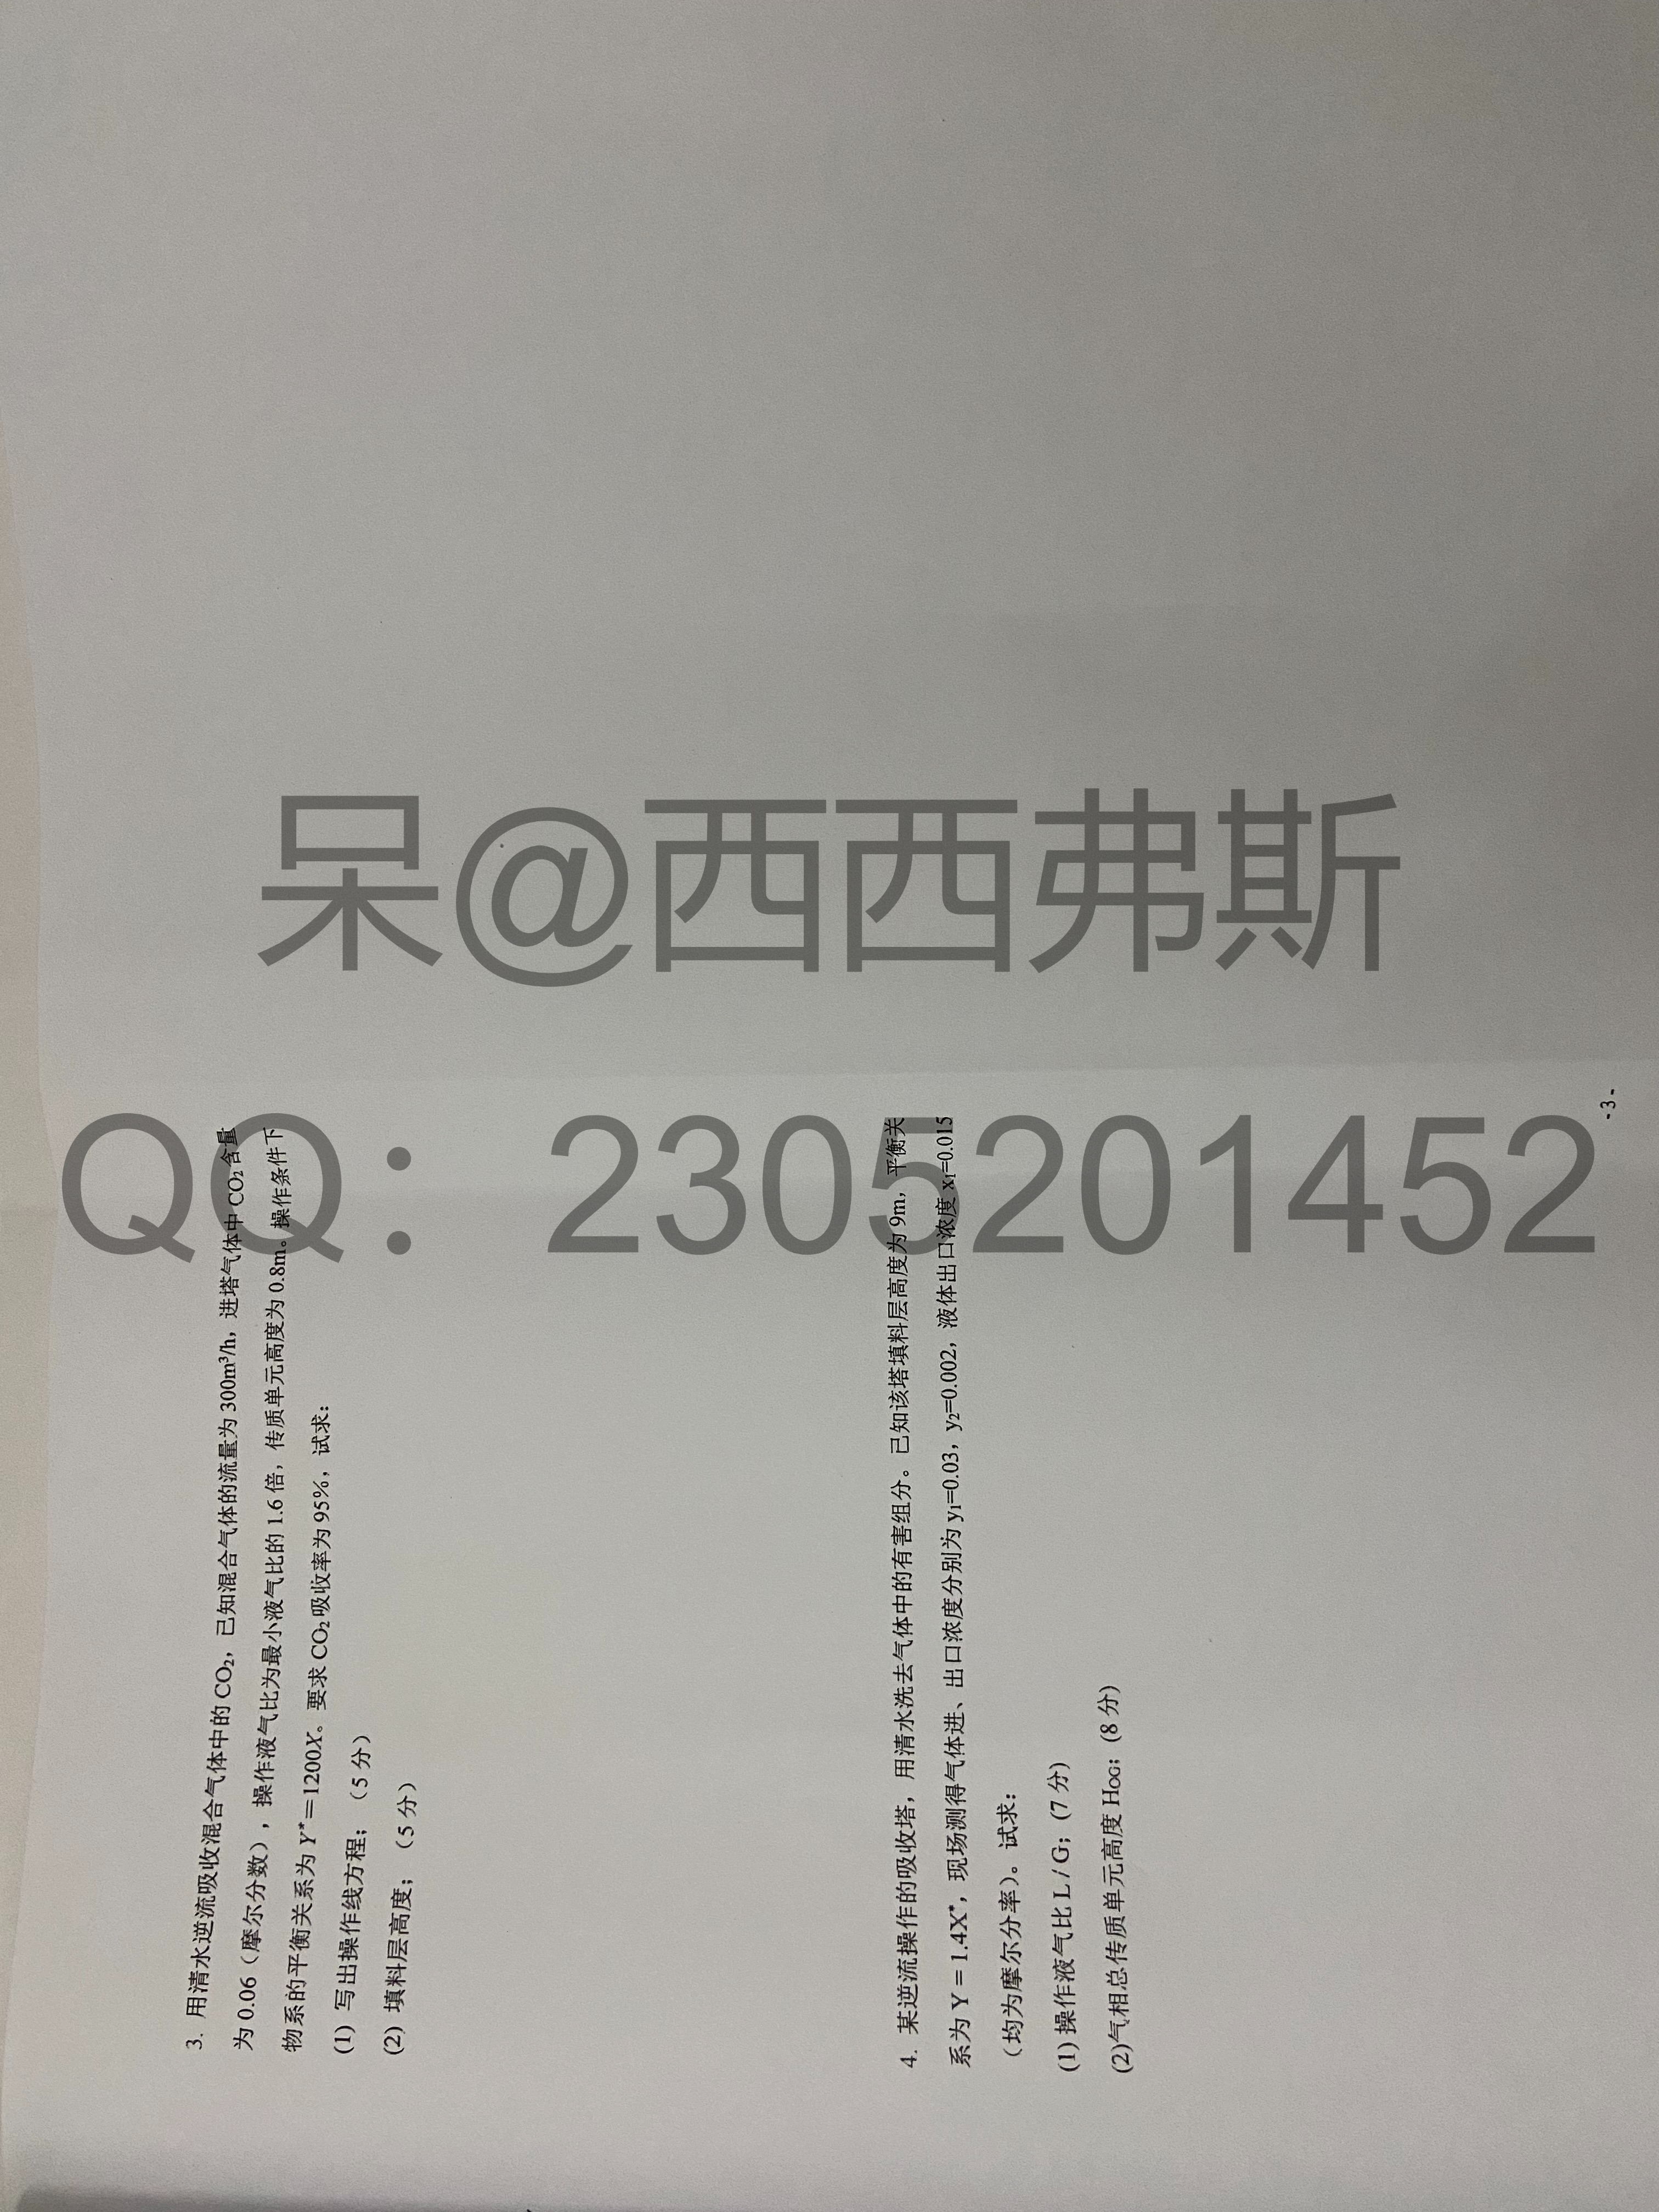 3. 用清水逆流吸收混合气体中的 CO₂，已知混合气体的流量为 300m³/h，进塔气体中 CO₂ 含量
为 0.06（摩尔分数），操作液气比为最小液气比的 1.6 倍，传质单元高度为 0.8m。操作条件下
物系的平衡关系为 Y*＝1200X。要求 CO₂ 吸收率为 95%，试求：
(1) 写出操作线方程；（5 分）
(2) 填料层高度；（5 分）
4. 某逆流操作的吸收塔，用清水洗去气体中的有害组分。已知该塔填料层高度为 9m，平衡关
系为 Y = 1.4X*，现场测得气体进、出口浓度分别为 y₁=0.03，y₂=0.002，液体出口浓度 x₁=0.015
（均为摩尔分率）。试求：
(1) 操作液气比 L / G；(7 分)
(2)气相总传质单元高度 HOG；(8 分)
- 3 -
呆@西西弗斯
QQ：2305201452